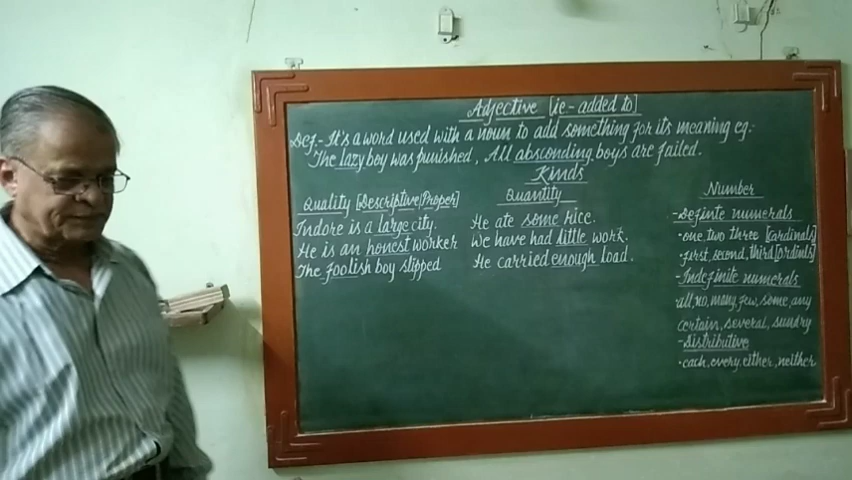 Adjective [ie - added to]
Def.- It's a word used with a noun to add something for its meaning eg:-
The lazy boy was punished, All absconding boys are failed.
Kinds
Quality [Descriptive/Proper]
Indore is a large city.
He is an honest worker
The foolish boy slipped
Quantity
He ate some rice.
We have had little work.
He carried enough load.
Number
- Definte numerals
• one, two three [cardinals]
• first, second, third [ordinls]
- Indefinite numerals
all, no, many, few, some, any
certain, several, sundry
- Distributive
• each, every, either, neither